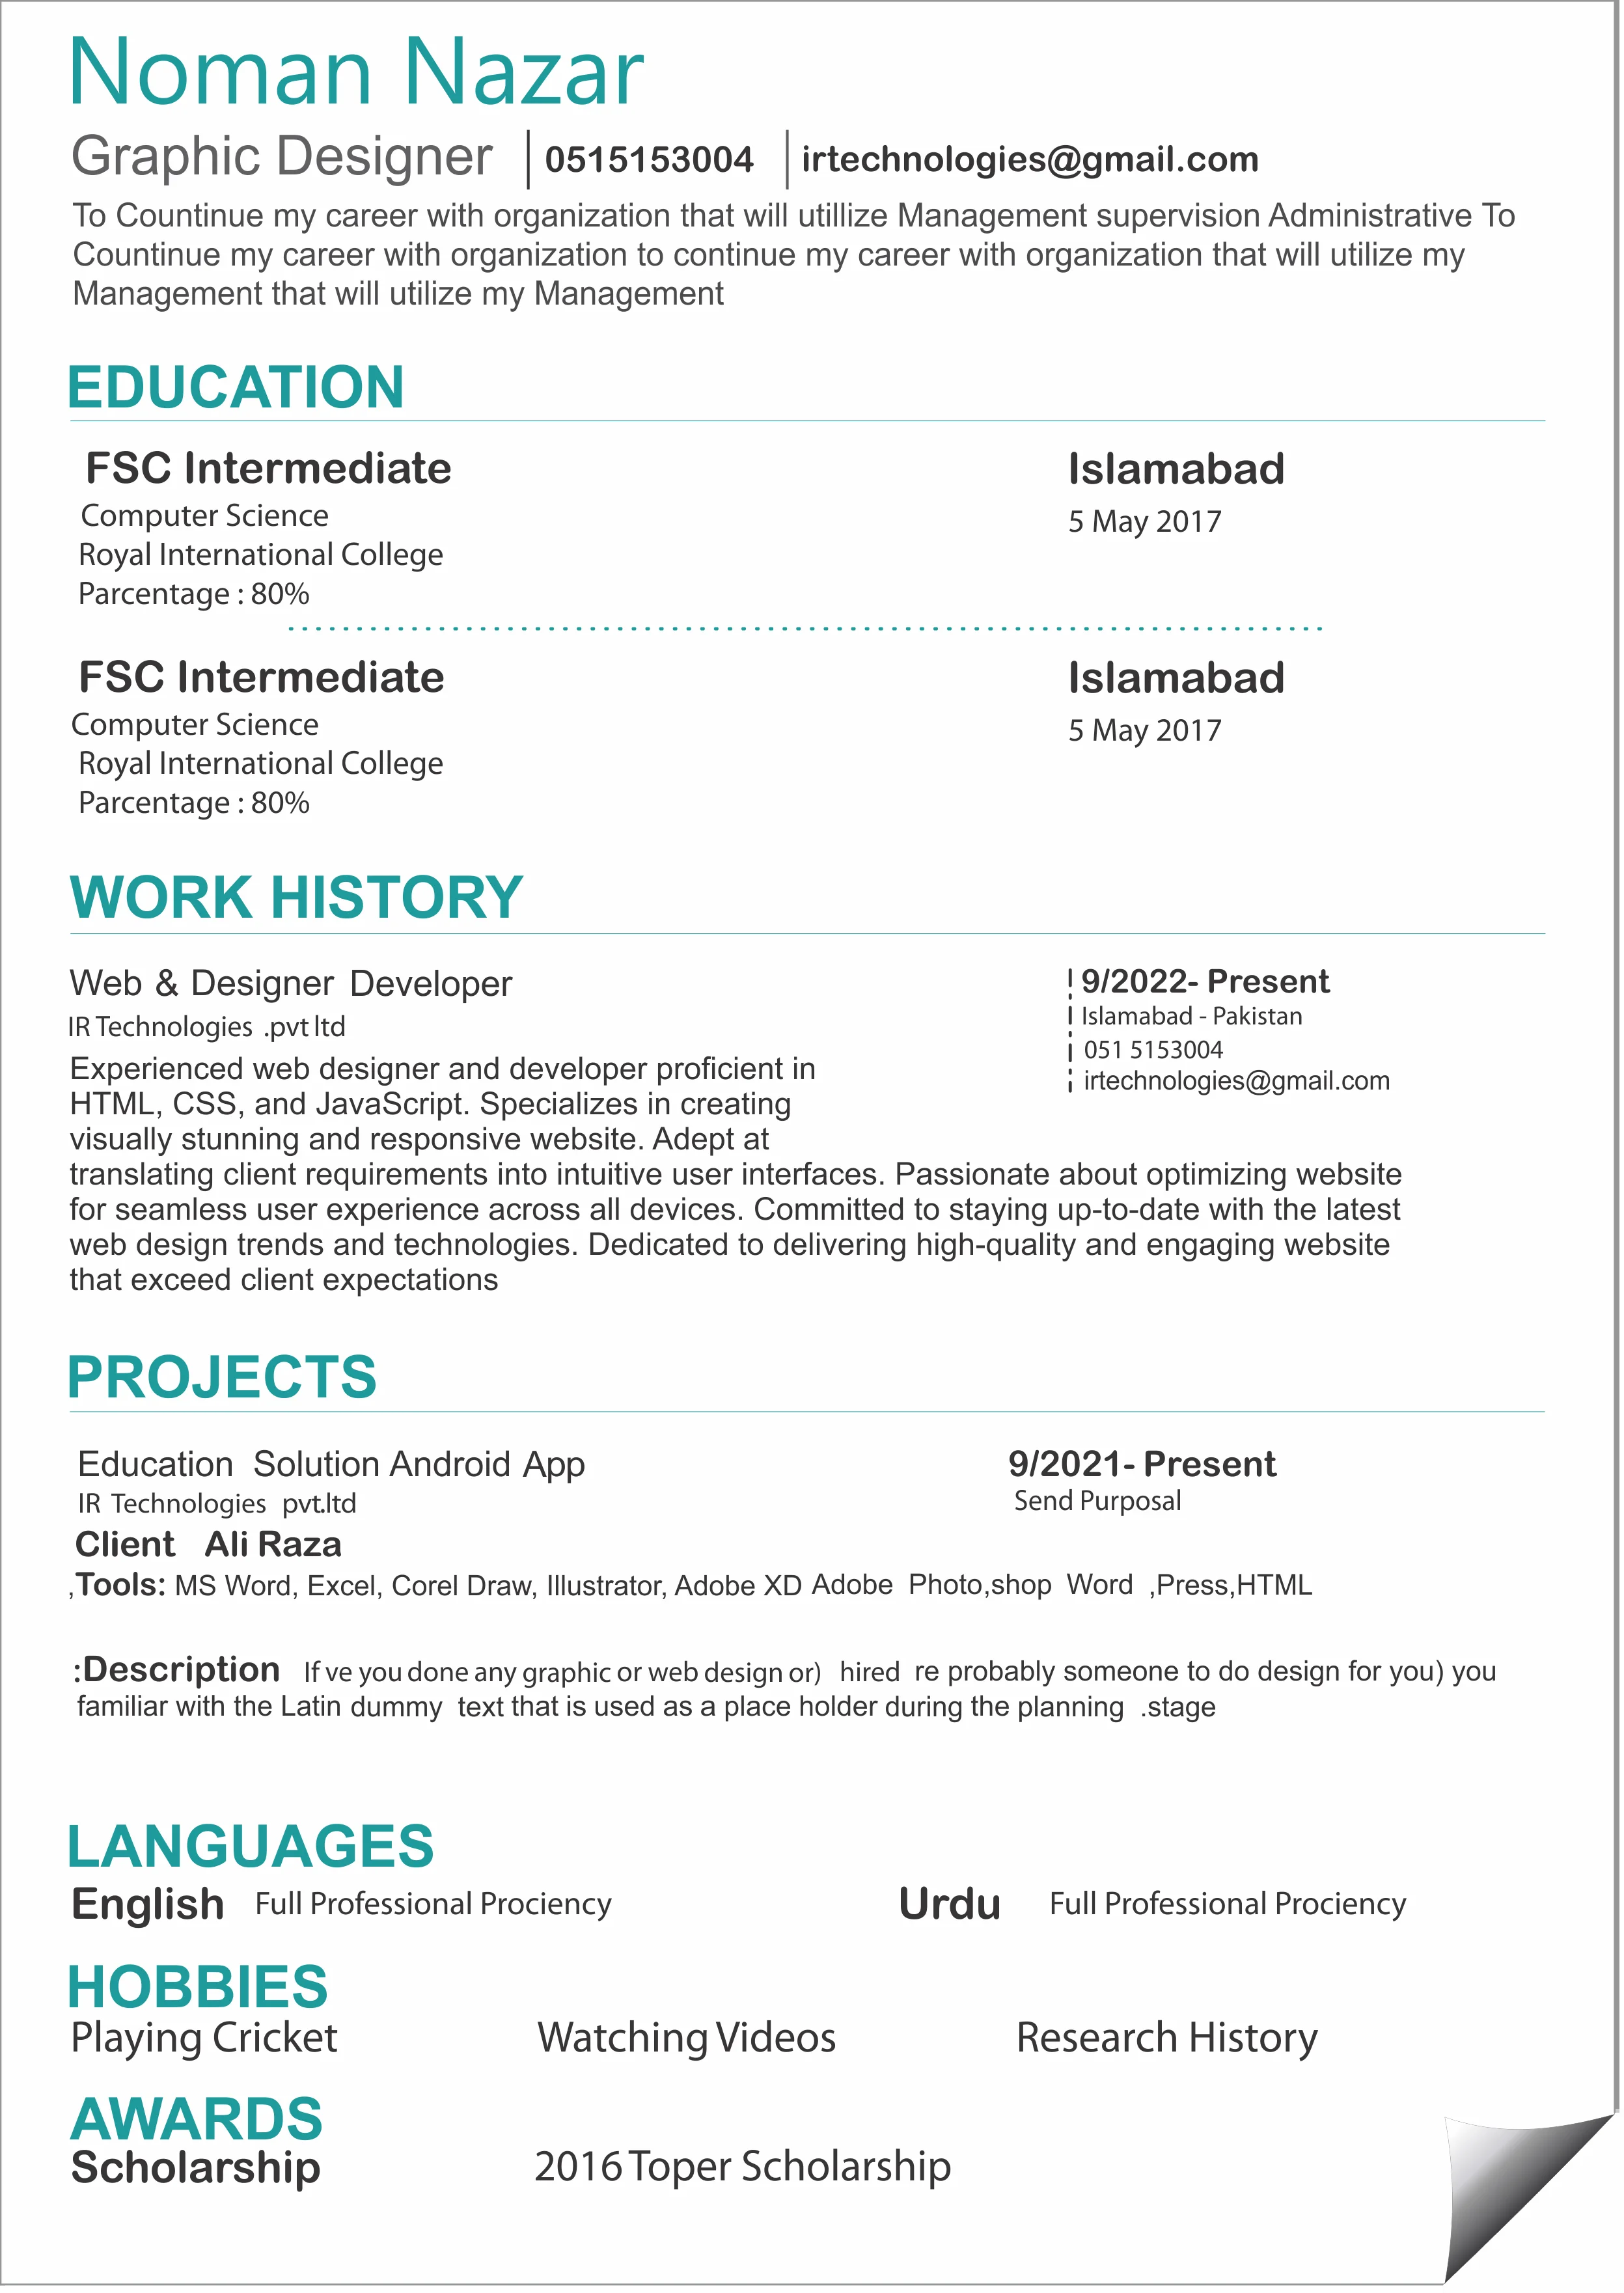 Noman Nazar
Graphic Designer 0515153004 irtechnologies@gmail.com
To Countinue my career with organization that will utillize Management supervision Administrative To
Countinue my career with organization to continue my career with organization that will utilize my
Management that will utilize my Management
EDUCATION
FSC Intermediate Islamabad
Computer Science 5 May 2017
Royal International College
Parcentage : 80%
FSC Intermediate Islamabad
Computer Science 5 May 2017
Royal International College
Parcentage : 80%
WORK HISTORY
Web & Designer Developer 9/2022- Present
IR Technologies .pvt ltd Islamabad - Pakistan
051 5153004
irtechnologies@gmail.com
Experienced web designer and developer proficient in
HTML, CSS, and JavaScript. Specializes in creating
visually stunning and responsive website. Adept at
translating client requirements into intuitive user interfaces. Passionate about optimizing website
for seamless user experience across all devices. Committed to staying up-to-date with the latest
web design trends and technologies. Dedicated to delivering high-quality and engaging website
that exceed client expectations
PROJECTS
Education Solution Android App 9/2021- Present
IR Technologies pvt.ltd Send Purposal
Client Ali Raza
,Tools: MS Word, Excel, Corel Draw, Illustrator, Adobe XD Adobe Photo,shop Word ,Press,HTML
:Description If ve you done any graphic or web design or) hired re probably someone to do design for you) you
familiar with the Latin dummy text that is used as a place holder during the planning .stage
LANGUAGES
English Full Professional Prociency Urdu Full Professional Prociency
HOBBIES
Playing Cricket Watching Videos Research History
AWARDS
Scholarship 2016 Toper Scholarship